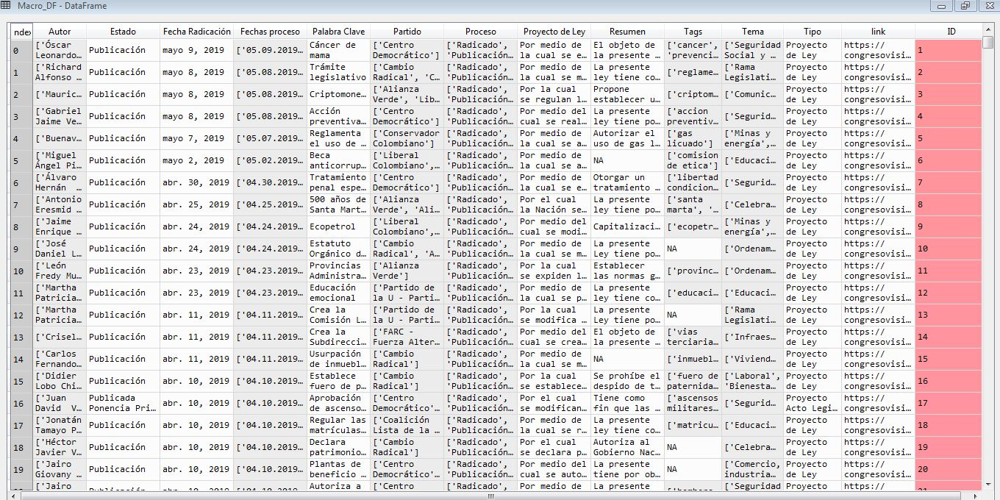 Macro_DF - DataFrame
ndex Autor Estado Fecha Radicación Fechas proceso Palabra Clave Partido Proceso Proyecto de Ley Resumen Tags Tema Tipo link ID
0 ['Óscar Leonardo… Publicación mayo 9, 2019 ['05.09.2019… Cáncer de mama ['Centro Democrático'] ['Radicado', 'Publicación… Por medio de la cual se e… El objeto de la presente … ['cancer', 'prevenci… ['Seguridad Social y … Proyecto de Ley https://congresovisi… 1
1 ['Richard Alfonso … Publicación mayo 8, 2019 ['05.08.2019… Trámite legislativo ['Cambio Radical', 'C… ['Radicado', 'Publicación… Por medio de la cual se m… La presente ley tiene co… ['reglame… ['Rama Legislati… Proyecto de Ley https://congresovisi… 2
2 ['Mauric… Publicación mayo 8, 2019 ['05.08.2019… Criptomone… ['Alianza Verde', 'Lib… ['Radicado', 'Publicación… Por la cual se regulan l… Propone establecer u… ['criptom… ['Comunic… Proyecto de Ley https://congresovisi… 3
3 ['Gabriel Jaime Ve… Publicación mayo 8, 2019 ['05.08.2019… Acción preventiva… ['Centro Democrático'] ['Radicado', 'Publicación… Por medio del cual se real… La presente ley tiene po… ['accion preventiv… ['Segurid… Proyecto de Ley https://congresovisi… 4
4 ['Buenav… Publicación mayo 7, 2019 ['05.07.2019… Reglamenta el uso de … ['Conservador Colombiano'] ['Radicado', 'Publicación… Por medio de la cual se a… Autorizar el uso de gas l… ['gas licuado'] ['Minas y energía',… Proyecto de Ley https://congresovisi… 5
5 ['Miguel Ángel Pi… Publicación mayo 2, 2019 ['05.02.2019… Beca anticorrup… ['Liberal Colombiano',… ['Radicado', 'Publicación… Por medio de la cual se a… NA ['comision de etica'] ['Educaci… Proyecto de Ley https://congresovisi… 6
6 ['Álvaro Hernán … Publicación abr. 30, 2019 ['04.30.2019… Tratamiento penal espe… ['Centro Democrático'] ['Radicado', 'Publicación… Por medio de la cual se e… Otorgar un tratamiento … ['libertad condicion… ['Segurid… Proyecto de Ley https://congresovisi… 7
7 ['Antonio Eresmid … Publicación abr. 25, 2019 ['04.25.2019… 500 años de Santa Mart… ['Alianza Verde', 'Ali… ['Radicado', 'Publicación… Por el cual la Nación se… La presente ley tiene po… ['santa marta', '… ['Celebra… Proyecto de Ley https://congresovisi… 8
8 ['Jaime Enrique … Publicación abr. 24, 2019 ['04.24.2019… Ecopetrol ['Liberal Colombiano',… ['Radicado', 'Publicación… Por medio del cual se modi… Capitalizaci… ['ecopetr… ['Minas y energía',… Proyecto de Ley https://congresovisi… 9
9 ['José Daniel L… Publicación abr. 24, 2019 ['04.24.2019… Estatuto Orgánico d… ['Cambio Radical', 'A… ['Radicado', 'Publicación… Por medio de la cual se m… La presente Ley tiene po… NA ['Ordenam… Proyecto de Ley https://congresovisi… 10
10 ['León Fredy Mu… Publicación abr. 23, 2019 ['04.23.2019… Provincias Administra… ['Alianza Verde'] ['Radicado', 'Publicación… Por la cual se expiden l… Establecer las normas g… ['provinc… ['Ordenam… Proyecto de Ley https://congresovisi… 11
11 ['Martha Patricia… Publicación abr. 23, 2019 ['04.23.2019… Educación emocional ['Partido de la U - Parti… ['Radicado', 'Publicación… Por medio de la cual se p… La presente ley tiene co… ['educaci… ['Educaci… Proyecto de Ley https://congresovisi… 12
12 ['Martha Patricia… Publicación abr. 11, 2019 ['04.11.2019… Crea la Comisión L… ['Partido de la U - Parti… ['Radicado', 'Publicación… Por la cual se modifica … La presente Ley tiene po… NA ['Rama Legislati… Proyecto de Ley https://congresovisi… 13
13 ['Crisel… Publicación abr. 11, 2019 ['04.11.2019… Crea la Subdirecci… ['FARC - Fuerza Alter… ['Radicado', 'Publicación… Por medio del cual se crea… El objeto de la presente … ['vias terciaria… ['Infraes… Proyecto de Ley https://congresovisi… 14
14 ['Carlos Fernando… Publicación abr. 11, 2019 ['04.11.2019… Usurpación de inmuebl… ['Cambio Radical'] ['Radicado', 'Publicación… Por medio de la cual se m… NA ['inmuebl… ['Viviend… Proyecto de Ley https://congresovisi… 15
15 ['Didier Lobo Chi… Publicación abr. 10, 2019 ['04.10.2019… Establece fuero de p… ['Cambio Radical'] ['Radicado', 'Publicación… Por la cual se establece… Se prohíbe el despido de t… ['fuero de paternida… ['Laboral', 'Bienesta… Proyecto de Ley https://congresovisi… 16
16 ['Juan David V… Publicada Ponencia Pri… abr. 10, 2019 ['04.10.2019… Aprobación de ascenso… ['Centro Democrático'… ['Radicado', 'Publicación… Por el cual se modifican… Tiene como fin que las … ['ascensos militares… ['Segurid… Proyecto Acto Legi… https://congresovisi… 17
17 ['Jonatán Tamayo P… Publicación abr. 10, 2019 ['04.10.2019… Regular las matrículas… ['Coalición Lista de la … ['Radicado', 'Publicación… Por medio de la cual se r… La presente ley tiene co… ['matricu… ['Educaci… Proyecto de Ley https://congresovisi… 18
18 ['Héctor Javier V… Publicación abr. 10, 2019 ['04.10.2019… Declara patrimonio… ['Cambio Radical'] ['Radicado', 'Publicación… Por el cual se declara p… Autoriza al Gobierno Nac… NA ['Celebra… Proyecto de Ley https://congresovisi… 19
19 ['Jairo Giovany … Publicación abr. 10, 2019 ['04.10.2019… Plantas de beneficio … ['Centro Democrático'… ['Radicado', 'Publicación… Por medio del cual se auto… La presente ley tiene por ob… NA ['Comercio, industria… Proyecto de Ley https://congresovisi… 20
['Jairo Autoriza a ['Centro ['Radicado', Por medio de La presente ['Seguridad Proyecto https://